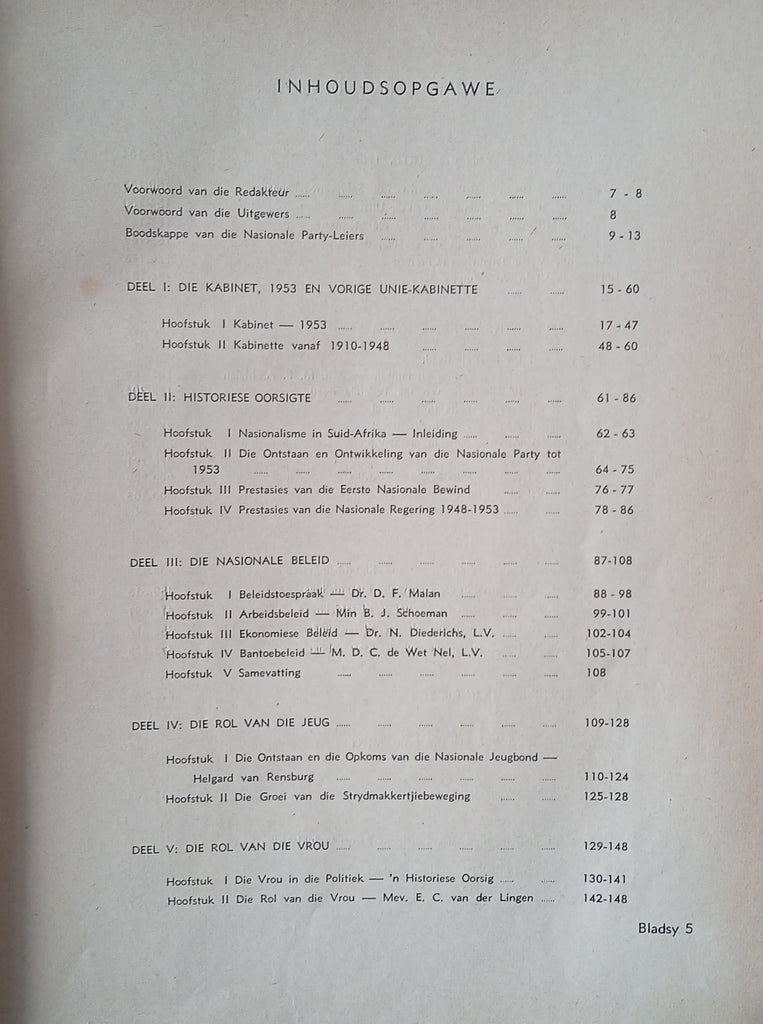 INHOUDSOPGAWE
Voorwoord van die Redakteur ...... ...... ...... ...... ...... ...... ...... 7 - 8
Voorwoord van die Uitgewers ...... ...... ...... ...... ...... ...... ...... 8
Boodskappe van die Nasionale Party-Leiers ...... ...... ...... ...... ...... 9 - 13
DEEL I: DIE KABINET, 1953 EN VORIGE UNIE-KABINETTE ...... ...... 15 - 60
Hoofstuk I Kabinet — 1953 ...... ...... ...... ...... ...... ...... 17 - 47
Hoofstuk II Kabinette vanaf 1910-1948 ...... ...... ...... ...... 48 - 60
DEEL II: HISTORIESE OORSIGTE ...... ...... ...... ...... ...... ...... 61 - 86
Hoofstuk I Nasionalisme in Suid-Afrika — Inleiding ...... ...... ...... 62 - 63
Hoofstuk II Die Ontstaan en Ontwikkeling van die Nasionale Party tot
1953 ...... ...... ...... ...... ...... ...... ...... ...... 64 - 75
Hoofstuk III Prestasies van die Eerste Nasionale Bewind ...... ...... 76 - 77
Hoofstuk IV Prestasies van die Nasionale Regering 1948-1953 ...... ...... 78 - 86
DEEL III: DIE NASIONALE BELEID ...... ...... ...... ...... ...... ...... 87-108
Hoofstuk I Beleidstoespraak — Dr. D. F. Malan ...... ...... ...... 88 - 98
Hoofstuk II Arbeidsbeleid — Min B. J. Schoeman ...... ...... ...... 99-101
Hoofstuk III Ekonomiese Beleid — Dr. N. Diederichs, L.V. ...... ...... 102-104
Hoofstuk IV Bantoebeleid — M. D. C. de Wet Nel, L.V. ...... ...... 105-107
Hoofstuk V Samevatting ...... ...... ...... ...... ...... ...... 108
DEEL IV: DIE ROL VAN DIE JEUG ...... ...... ...... ...... ...... ...... 109-128
Hoofstuk I Die Ontstaan en die Opkoms van die Nasionale Jeugbond —
Helgard van Rensburg ...... ...... ...... ...... ...... ...... 110-124
Hoofstuk II Die Groei van die Strydmakkertjiebeweging ...... ...... 125-128
DEEL V: DIE ROL VAN DIE VROU ...... ...... ...... ...... ...... ...... 129-148
Hoofstuk I Die Vrou in die Politiek — 'n Historiese Oorsig ...... ...... 130-141
Hoofstuk II Die Rol van die Vrou — Mev. E. C. van der Lingen ...... 142-148
Bladsy 5